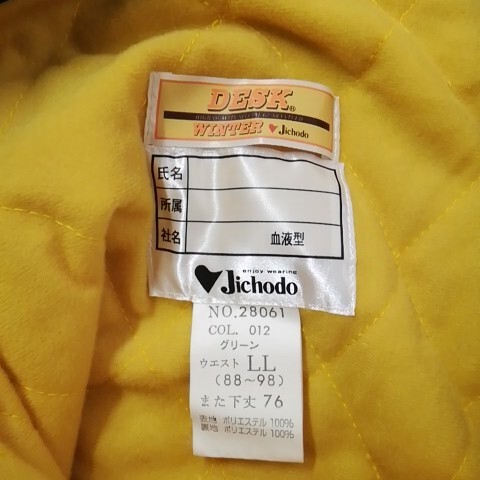 DESK®
WINTER Jichodo
氏名
所属
社名 血液型
enjoy wearing
Jichodo
NO.28061
COL. 012
グリーン
ウエスト LL
(88~98)
また下丈 76
表地 ポリエステル 100%
裏地 ポリエステル 100%